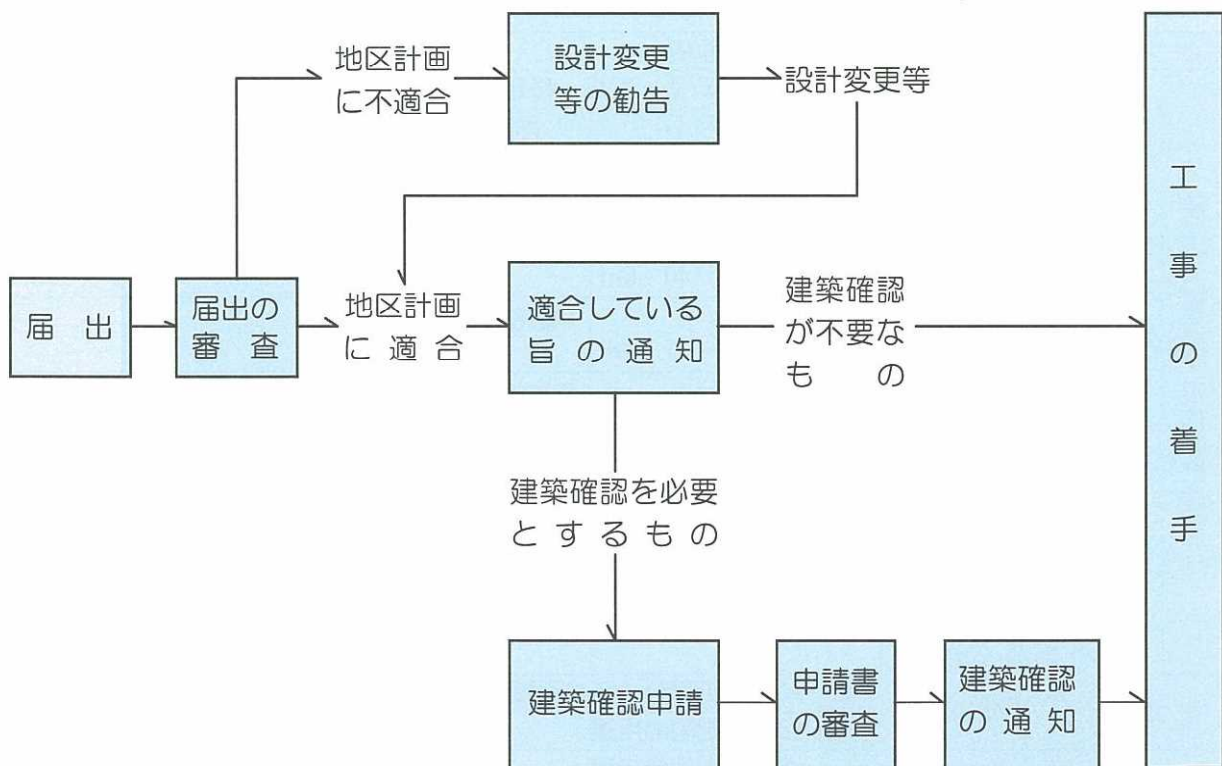 地区計画
に不適合
設計変更
等の勧告
設計変更等
届出
届出の
審査
地区計画
に適合
適合している
旨の通知
建築確認
が不要な
もの
建築確認を必要
とするもの
建築確認申請
申請書
の審査
建築確認
の通知
工事の着手